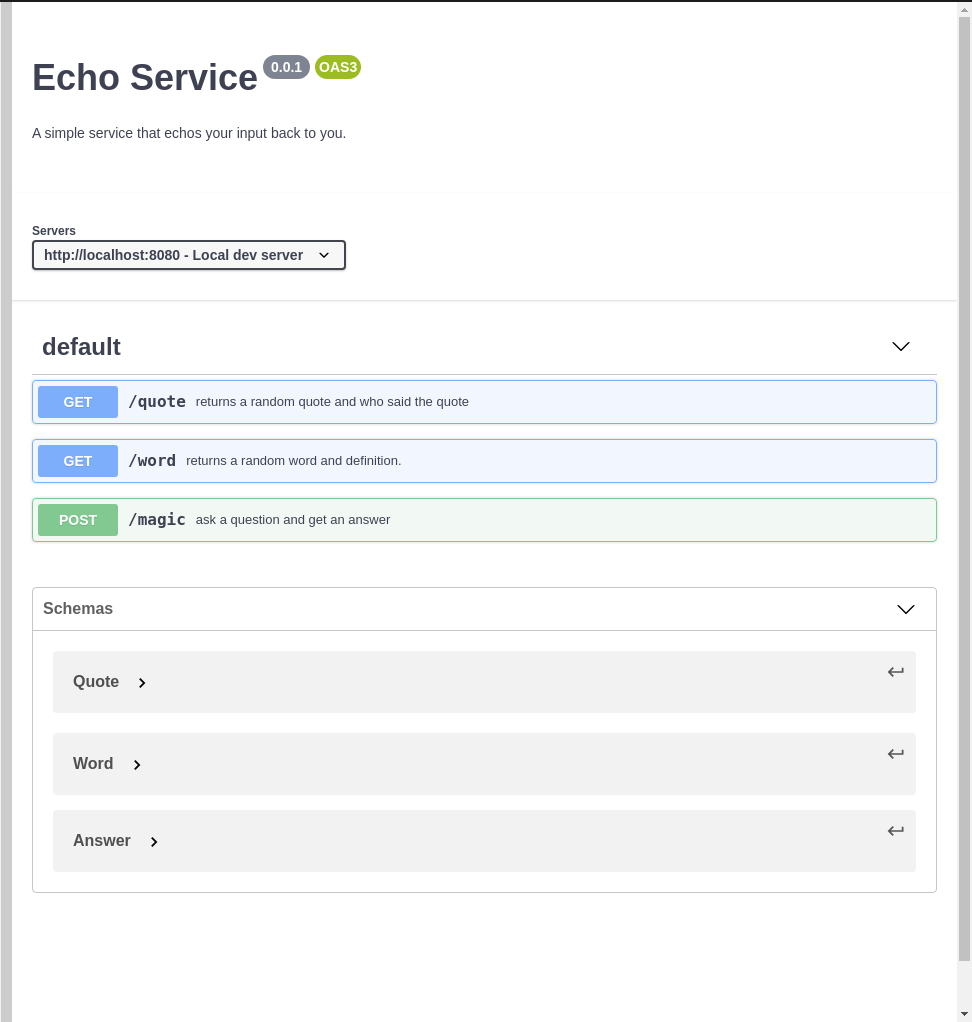 Echo Service 0.0.1 OAS3
A simple service that echos your input back to you.
Servers
http://localhost:8080 - Local dev server
default
GET /quote returns a random quote and who said the quote
GET /word returns a random word and definition.
POST /magic ask a question and get an answer
Schemas
Quote
Word
Answer